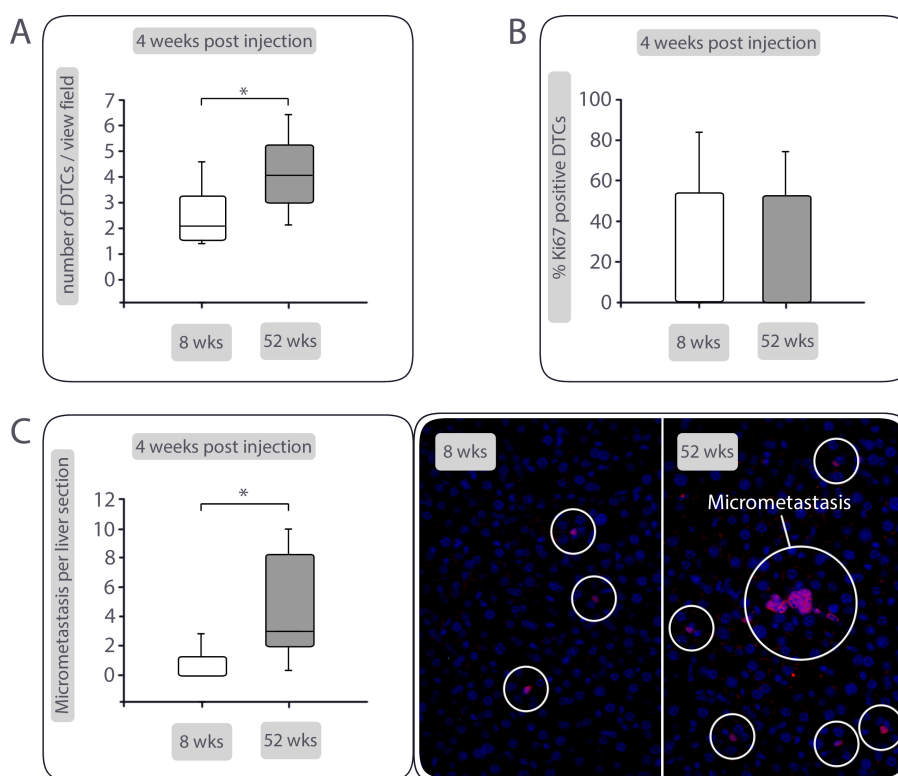 A
4 weeks post injection
number of DTCs / view field
7
6
5
4
3
2
1
0
*
8 wks
52 wks
B
4 weeks post injection
% Ki67 positive DTCs
100
80
60
40
20
0
8 wks
52 wks
C
4 weeks post injection
Micrometastasis per liver section
12
10
8
6
4
2
0
*
8 wks
52 wks
8 wks
52 wks
Micrometastasis